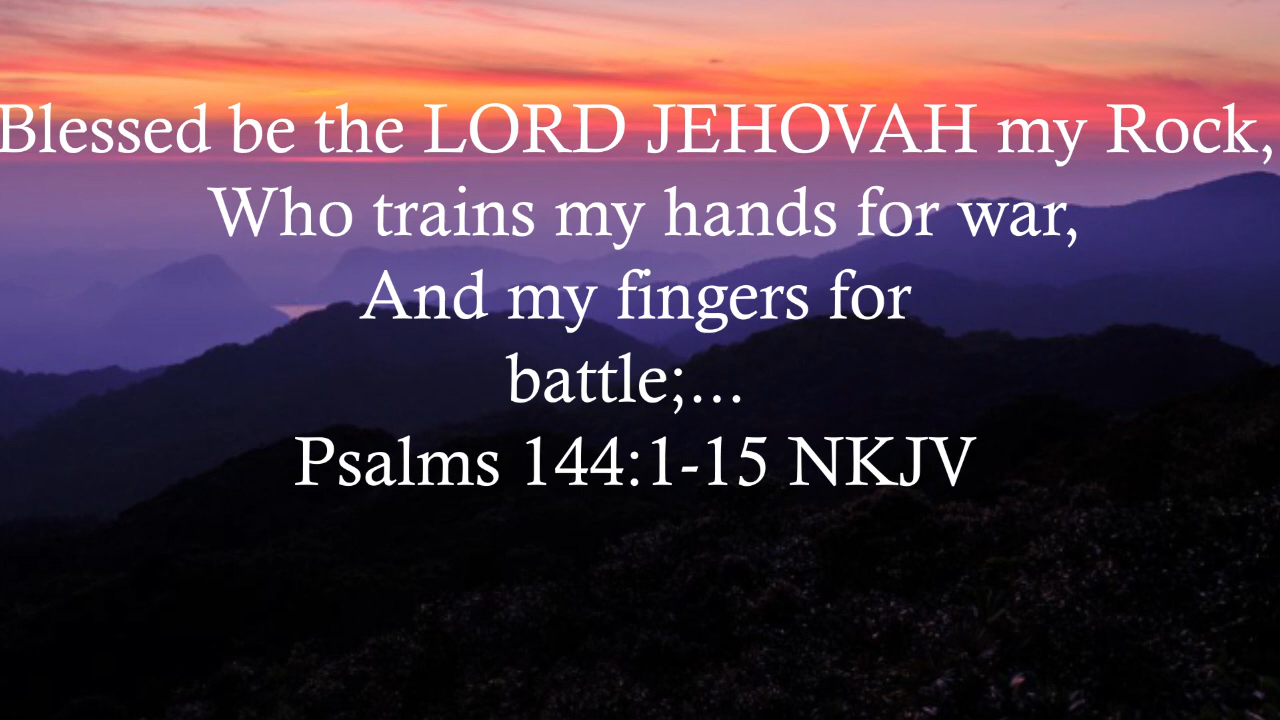 Blessed be the LORD JEHOVAH my Rock,
Who trains my hands for war,
And my fingers for
battle;...
Psalms 144:1-15 NKJV